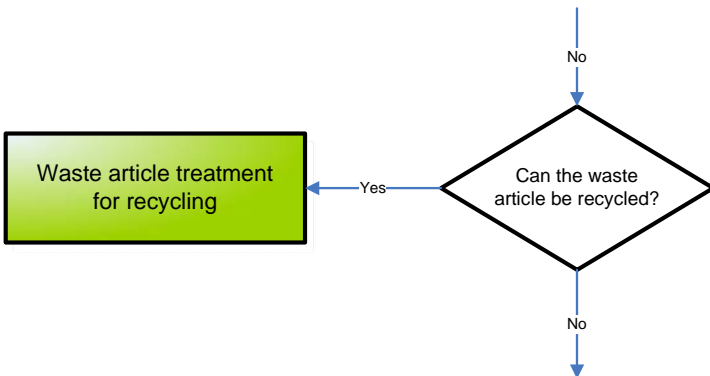 No
Waste article treatment
for recycling
Yes
Can the waste
article be recycled?
No